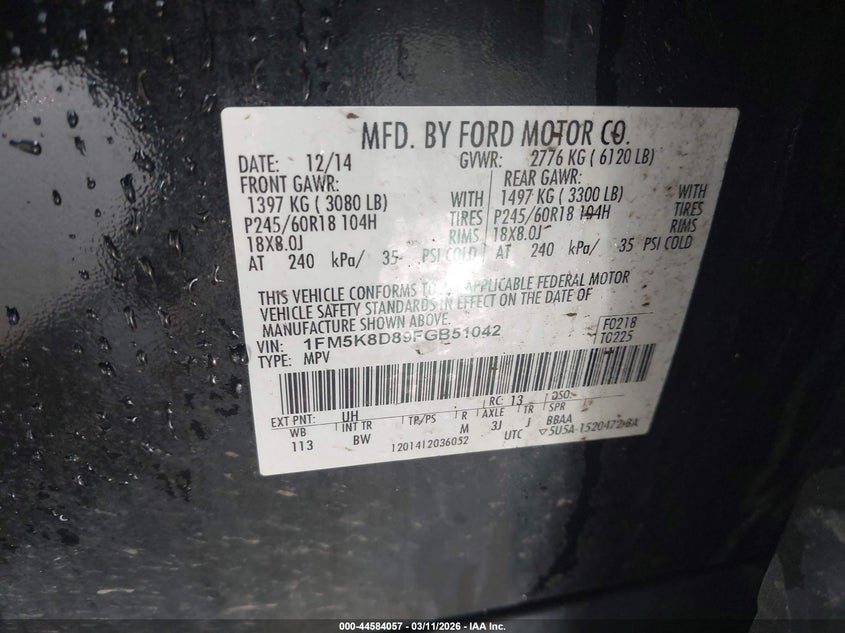 MFD. BY FORD MOTOR CO.
DATE: 12/14 GVWR: 2776 KG ( 6120 LB)
FRONT GAWR: REAR GAWR:
1397 KG ( 3080 LB) WITH 1497 KG ( 3300 LB) WITH
P245/60R18 104H TIRES P245/60R18 104H TIRES
18X8.0J RIMS 18X8.0J RIMS
AT 240 kPa/ 35 PSI COLD AT 240 kPa/ 35 PSI COLD
THIS VEHICLE CONFORMS TO APPLICABLE FEDERAL MOTOR
VEHICLE SAFETY STANDARDS IN EFFECT ON THE DATE OF
MANUFACTURE SHOWN ABOVE.
VIN: 1FM5K8D89FGB51042 F0218
TYPE: MPV TC225
EXT PNT: UH RC: 13 DSO:
WB INT TR TP/PS R AXLE TR SPR
113 BW M 3J J BBAA
1201412036052 UTC ▽5U5A-1520472-BA
000-44584057 - 03/11/2026 - IAA Inc.